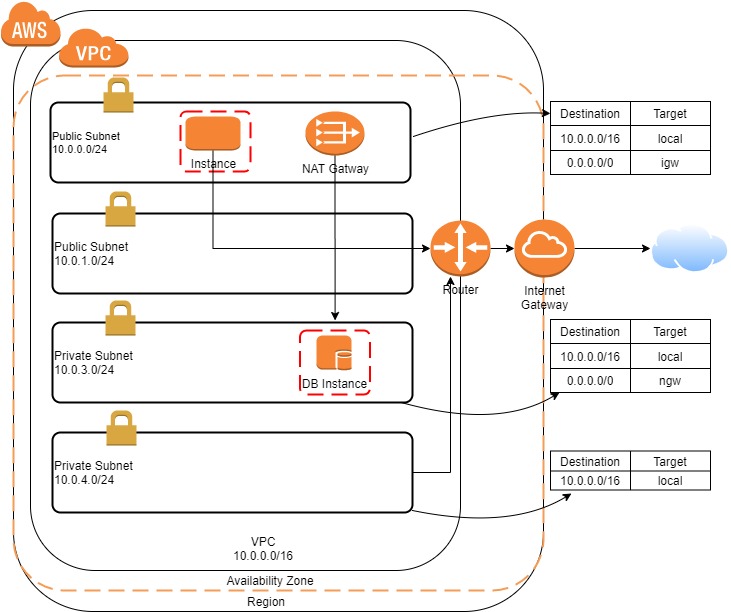 AWS
VPC
Public Subnet
10.0.0.0/24
Instance
NAT Gatway
Destination Target
10.0.0.0/16 local
0.0.0.0/0 igw
Public Subnet
10.0.1.0/24
Router
Internet
Gateway
Private Subnet
10.0.3.0/24
DB Instance
Destination Target
10.0.0.0/16 local
0.0.0.0/0 ngw
Private Subnet
10.0.4.0/24
Destination Target
10.0.0.0/16 local
VPC
10.0.0.0/16
Availability Zone
Region